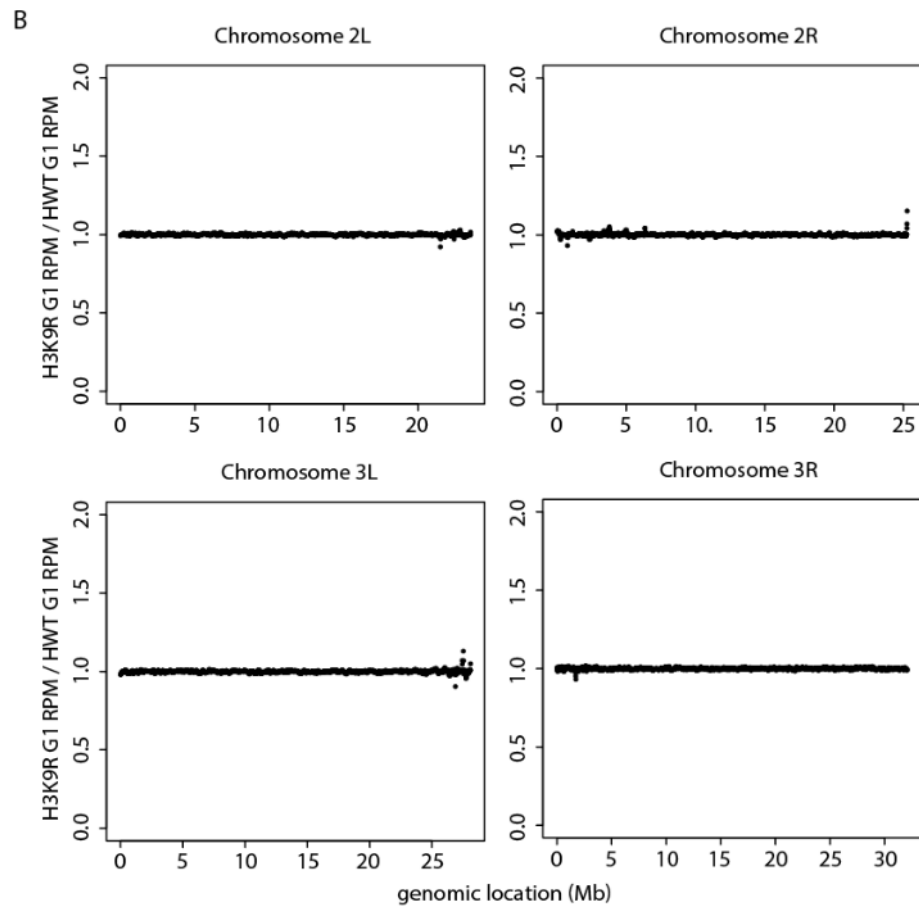 B
Chromosome 2L
Chromosome 2R
H3K9R G1 RPM / HWT G1 RPM
2.0
1.5
1.0
0.5
0.0
0 5 10 15 20
2.0
1.5
1.0
0.5
0.0
0 5 10. 15 20 25
Chromosome 3L
Chromosome 3R
H3K9R G1 RPM / HWT G1 RPM
2.0
1.5
1.0
0.5
0.0
0 5 10 15 20 25
2.0
1.5
1.0
0.5
0.0
0 5 10 15 20 25 30
genomic location (Mb)